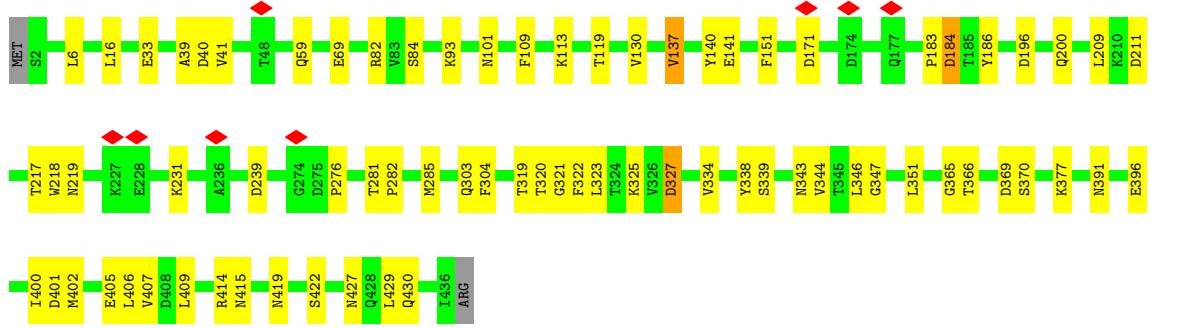 MET S2 L6 L16 E33 A39 D40 V41 T48 Q59 E69 R82 V83 S84 K93 N101 F109 K113 T119 V130 V137 Y140 E141 F151 D171 D174 Q177 P183 D184 T185 Y186 D196 Q200 L209 K210 D211
T217 W218 N219 K227 E228 K231 A236 D239 G274 D275 P276 T281 P282 M285 Q303 F304 T319 T320 G321 F322 L323 T324 K325 V326 D327 V334 Y338 S339 N343 V344 T345 L346 G347 L351 G365 T366 D369 S370 K377 N391 E396
I400 D401 M402 E405 L406 V407 D408 L409 R414 N415 N419 S422 N427 Q428 L429 Q430 I436 ARG